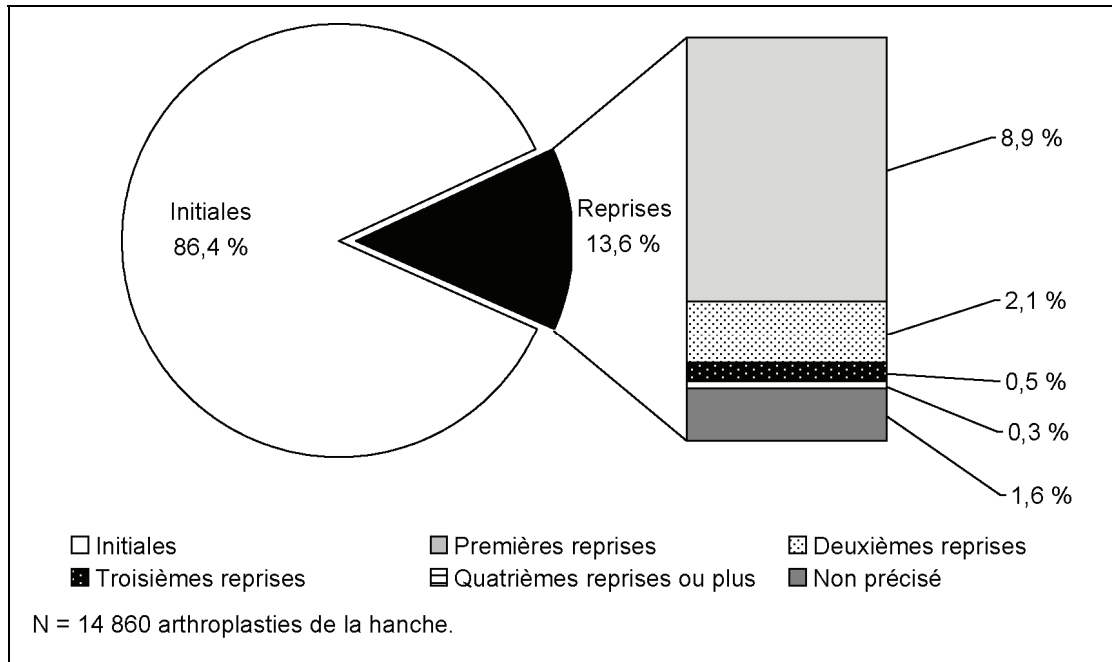 Initiales
86,4 %
Reprises
13,6 %
8,9 %
2,1 %
0,5 %
0,3 %
1,6 %
Initiales
Premières reprises
Deuxièmes reprises
Troisièmes reprises
Quatrièmes reprises ou plus
Non précisé
N = 14 860 arthroplasties de la hanche.